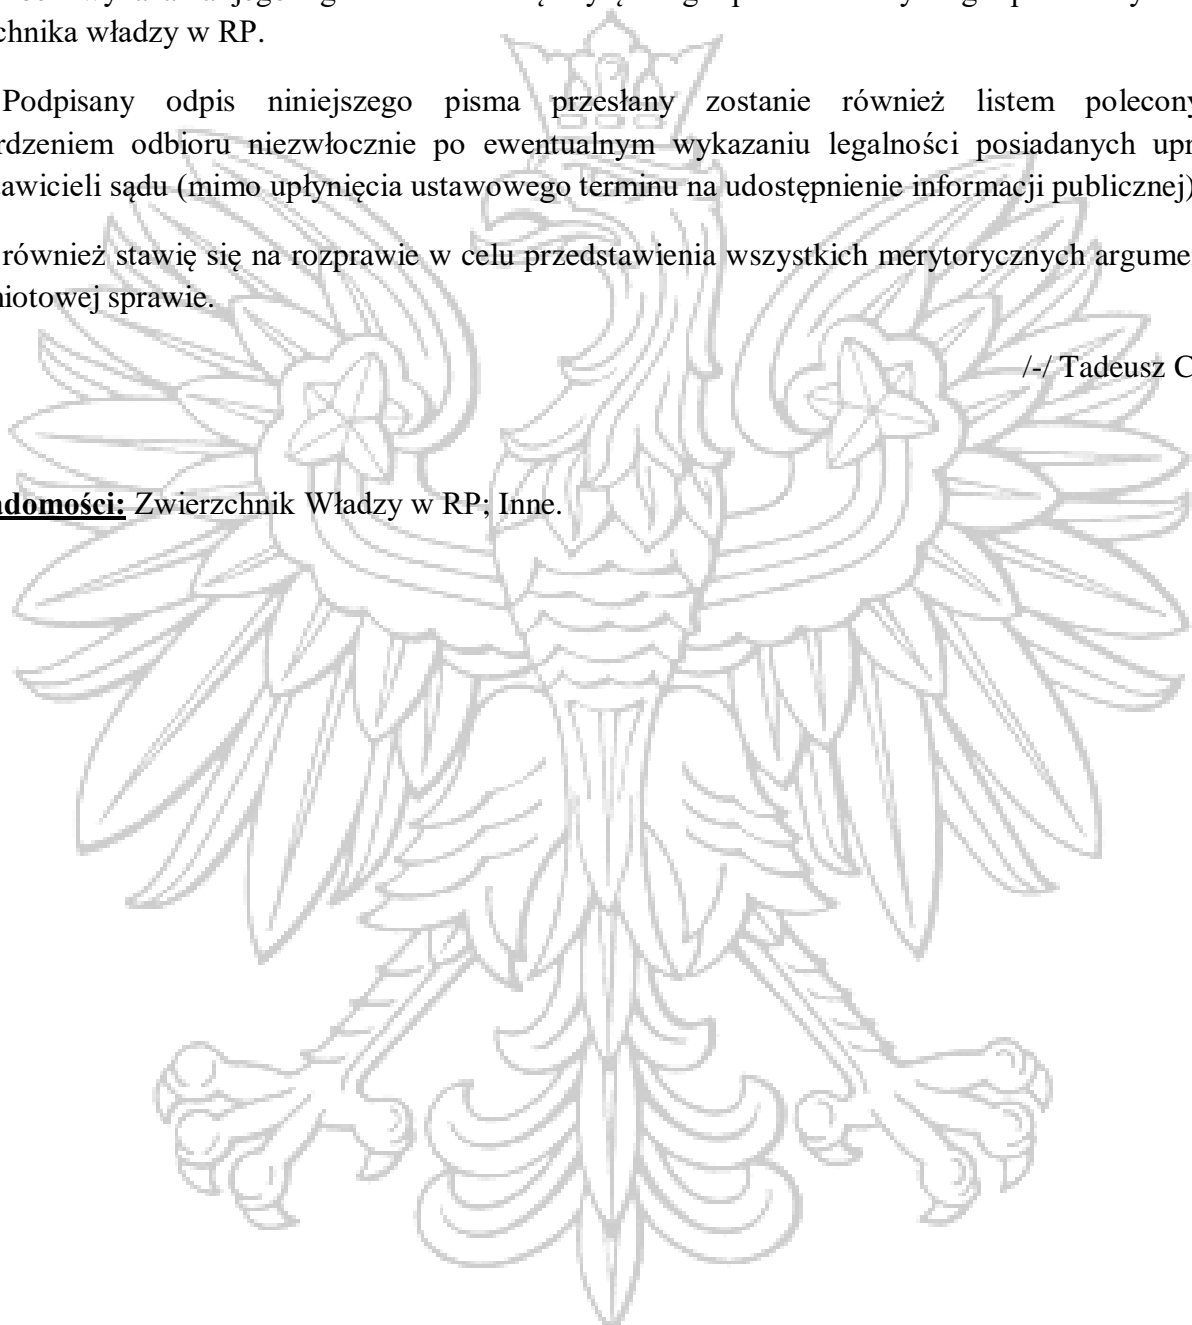 chnika władzy w RP.
Podpisany odpis niniejszego pisma przesłany zostanie również listem polecony
rdzeniem odbioru niezwłocznie po ewentualnym wykazaniu legalności posiadanych upr
awicieli sądu (mimo upłynięcia ustawowego terminu na udostępnienie informacji publicznej)
również stawię się na rozprawie w celu przedstawienia wszystkich merytorycznych argume
niotowej sprawie.
/-/ Tadeusz C
adomości: Zwierzchnik Władzy w RP; Inne.